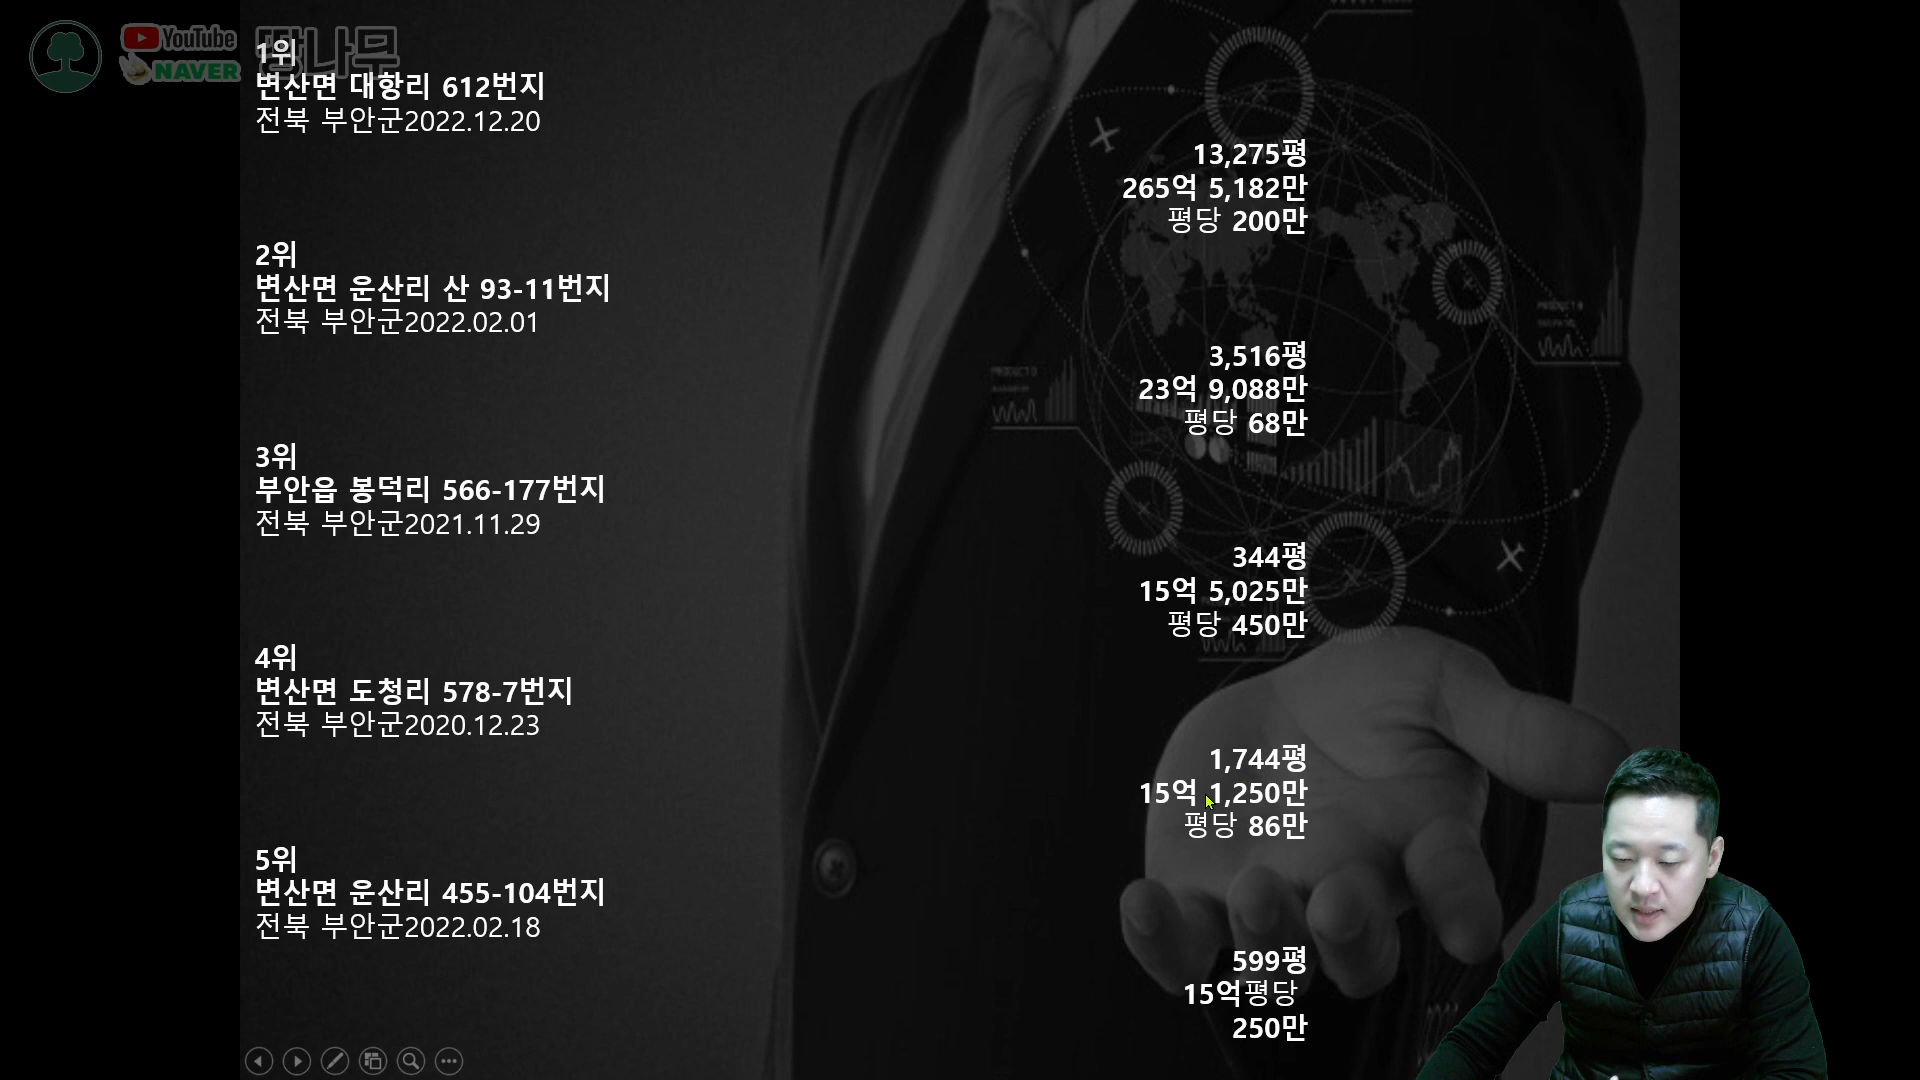 YouTube
NAVER
땅나무
1위
변산면 대항리 612번지
전북 부안군2022.12.20
13,275평
265억 5,182만
평당 200만
2위
변산면 운산리 산 93-11번지
전북 부안군2022.02.01
3,516평
23억 9,088만
평당 68만
3위
부안읍 봉덕리 566-177번지
전북 부안군2021.11.29
344평
15억 5,025만
평당 450만
4위
변산면 도청리 578-7번지
전북 부안군2020.12.23
1,744평
15억 1,250만
평당 86만
5위
변산면 운산리 455-104번지
전북 부안군2022.02.18
599평
15억평당
250만